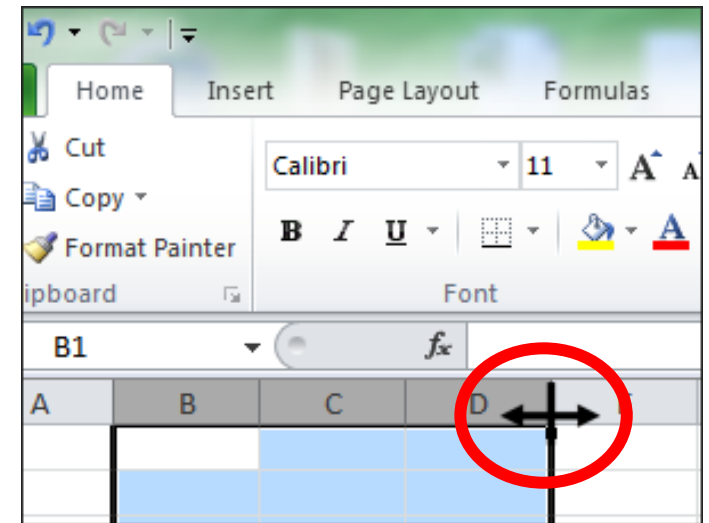 Home Insert Page Layout Formulas
Cut
Calibri 11 A A
Copy
B I U A
Format Painter
ipboard Font
B1 fx
A B C D